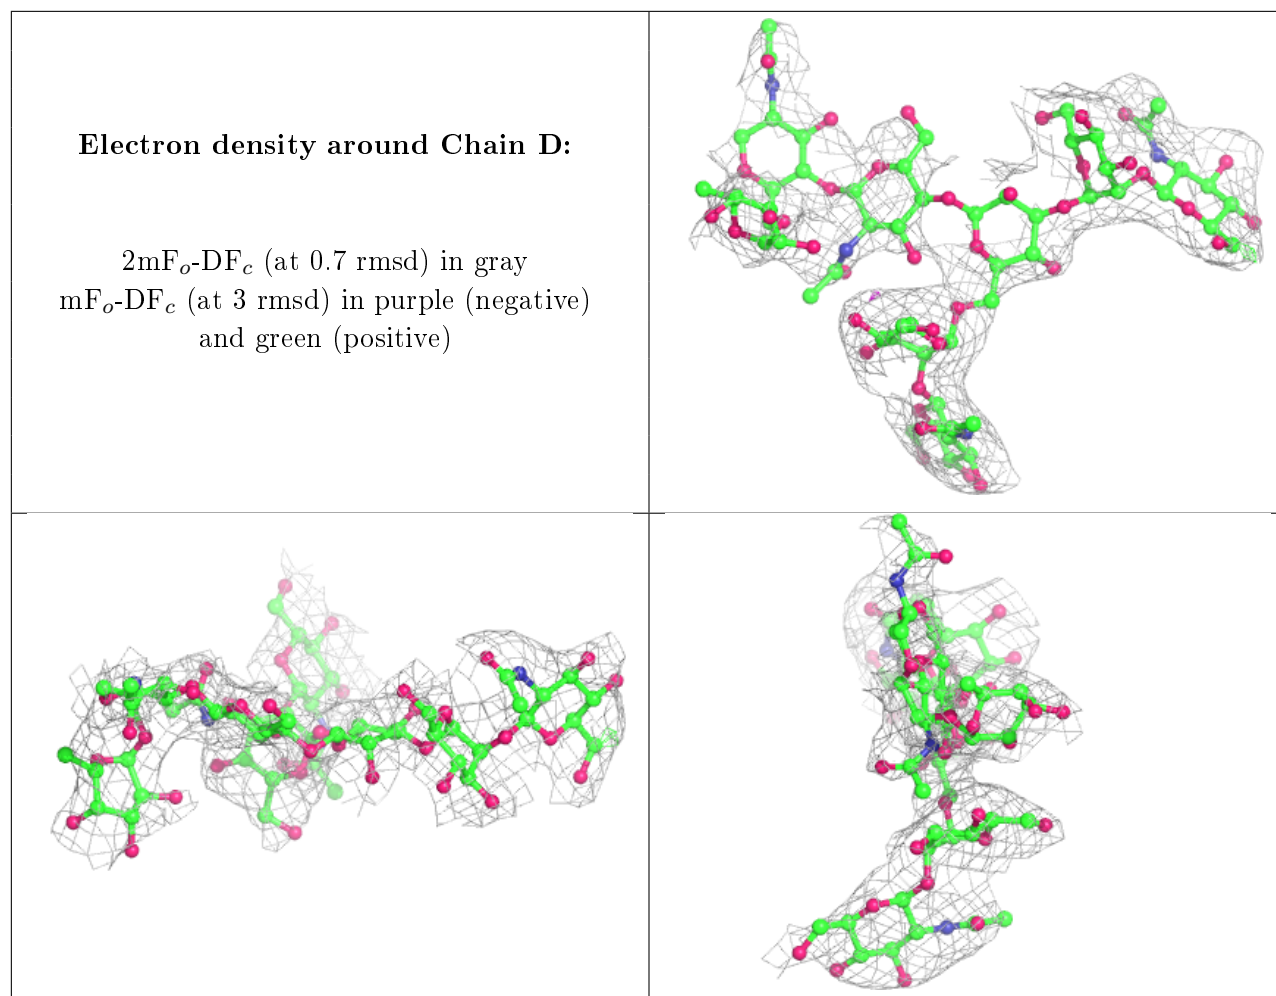 Electron density around Chain D:
2mFo-DFc (at 0.7 rmsd) in gray
mFo-DFc (at 3 rmsd) in purple (negative)
and green (positive)